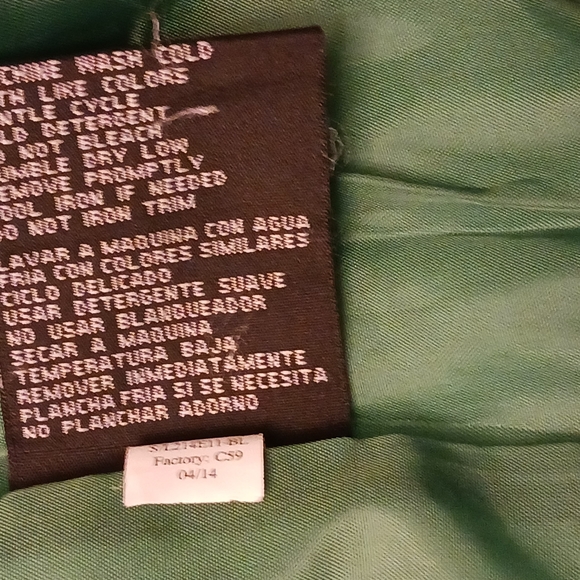 CHINE WASH COLD
TH LIKE COLORS
NTLE CYCLE
LD DETERGENT
O NOT BLEACH
MBLE DRY LOW
EMOVE PROMPTLY
OOL IRON IF NEEDED
O NOT IRON TRIM
LAVAR A MAQUINA CON AGUA
FRIA CON COLORES SIMILARES
CICLO DELICADO
USAR DETERGENTE SUAVE
NO USAR BLANQUEADOR
SECAR A MAQUINA
TEMPERATURA BAJA
REMOVER INMEDIATAMENTE
PLANCHA FRIA SI SE NECESITA
NO PLANCHAR ADORNO
Factory: C59
04/14